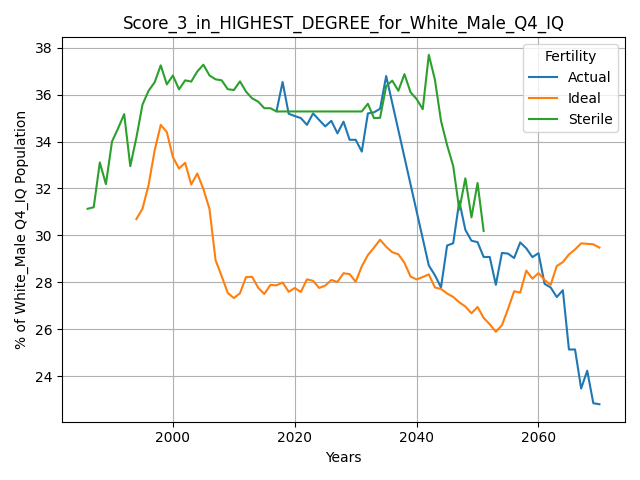 Score_3_in_HIGHEST_DEGREE_for_White_Male_Q4_IQ
% of White_Male Q4_IQ Population
38
36
34
32
30
28
26
24
Fertility
Actual
Ideal
Sterile
2000 2020 2040 2060
Years